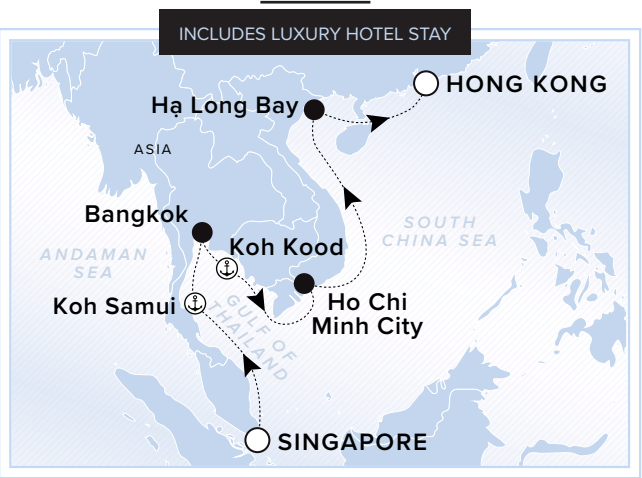 INCLUDES LUXURY HOTEL STAY
HONG KONG
Hạ Long Bay
ASIA
Bangkok
SOUTH
CHINA SEA
Koh Kood
ANDAMAN
SEA
Koh Samui
GULF OF
THAILAND
Ho Chi
Minh City
SINGAPORE